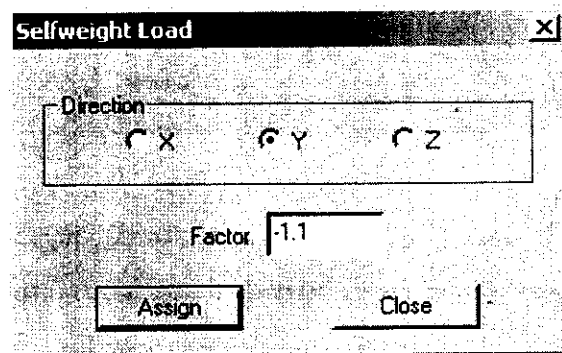 Selfweight Load
Direction
X Y Z
Factor -1.1
Assign Close